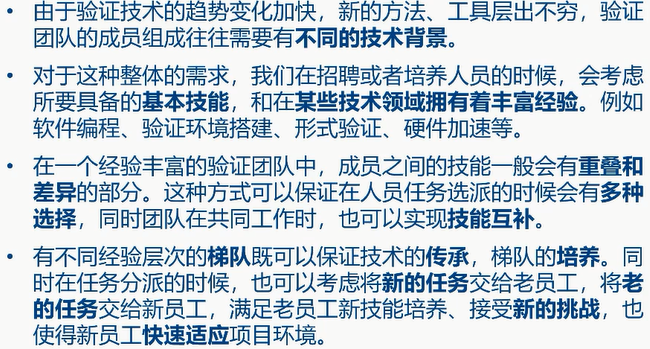 • 由于验证技术的趋势变化加快，新的方法、工具层出不穷，验证
团队的成员组成往往需要有不同的技术背景。
• 对于这种整体的需求，我们在招聘或者培养人员的时候，会考虑
所要具备的基本技能，和在某些技术领域拥有着丰富经验。例如
软件编程、验证环境搭建、形式验证、硬件加速等。
• 在一个经验丰富的验证团队中，成员之间的技能一般会有重叠和
差异的部分。这种方式可以保证在人员任务选派的时候会有多种
选择，同时团队在共同工作时，也可以实现技能互补。
• 有不同经验层次的梯队既可以保证技术的传承，梯队的培养。同
时在任务分派的时候，也可以考虑将新的任务交给老员工，将老
的任务交给新员工，满足老员工新技能培养、接受新的挑战，也
使得新员工快速适应项目环境。